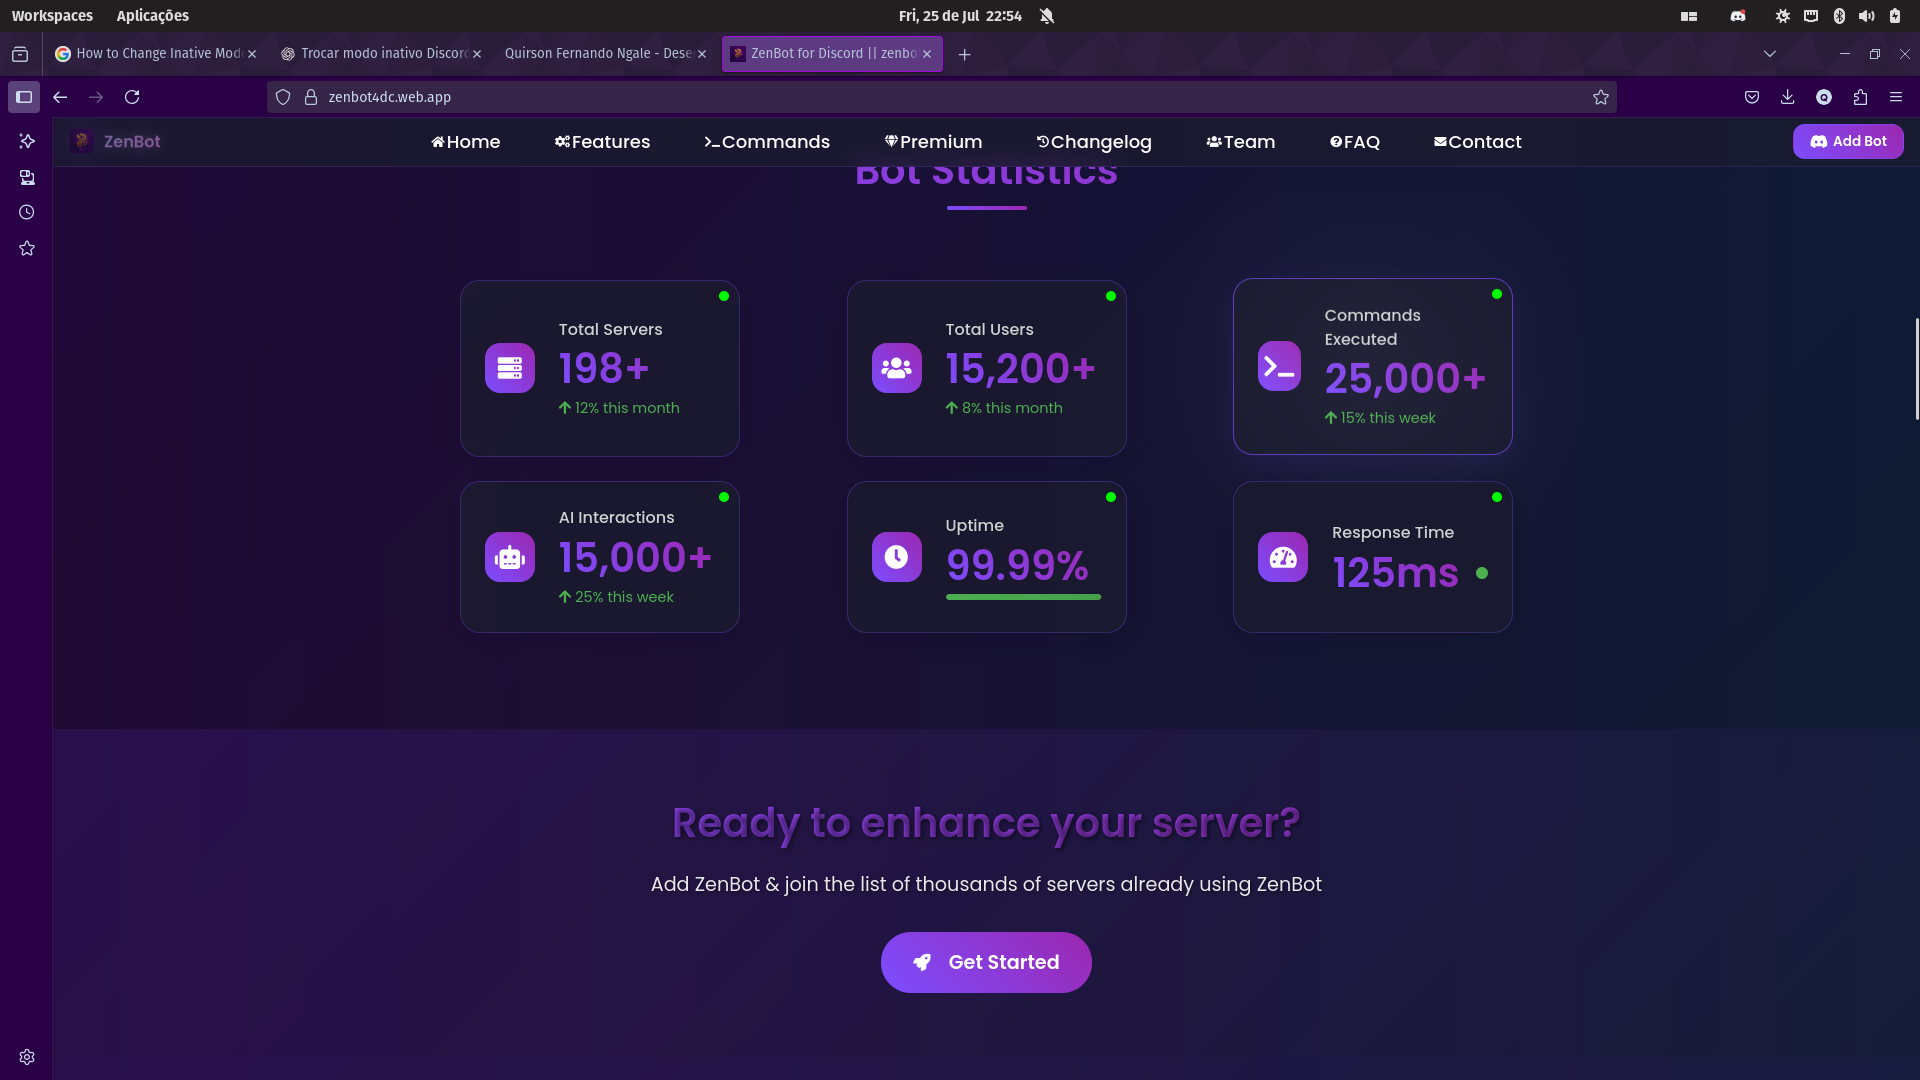 Workspaces Aplicações Fri, 25 de Jul 22:54
How to Change Inative Mod Trocar modo inativo Discor Quirson Fernando Ngale - Dese ZenBot for Discord || zenbo
zenbot4dc.web.app
ZenBot Home Features Commands Premium Changelog Team FAQ Contact Add Bot
Bot Statistics
Total Servers
198+
12% this month
Total Users
15,200+
8% this month
Commands
Executed
25,000+
15% this week
AI Interactions
15,000+
25% this week
Uptime
99.99%
Response Time
125ms
Ready to enhance your server?
Add ZenBot & join the list of thousands of servers already using ZenBot
Get Started